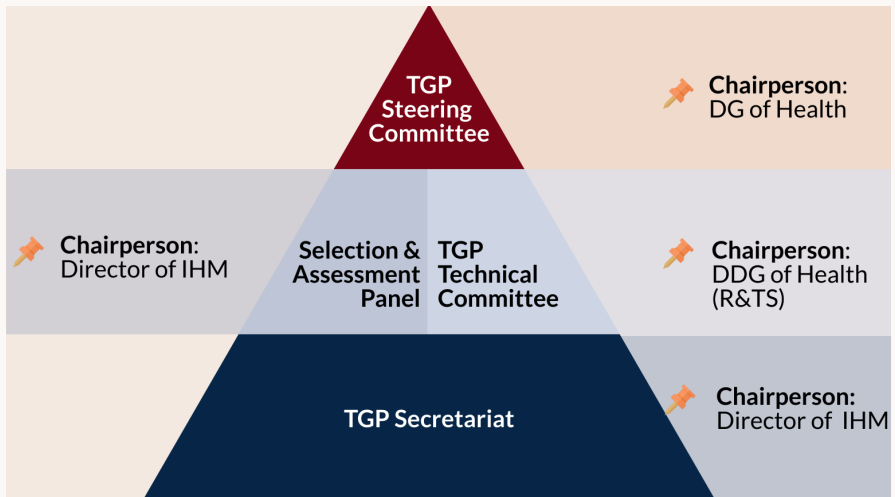 TGP
Steering
Committee
Chairperson:
DG of Health
Chairperson:
Director of IHM
Selection &
Assessment
Panel
TGP
Technical
Committee
Chairperson:
DDG of Health
(R&TS)
TGP Secretariat
Chairperson:
Director of IHM